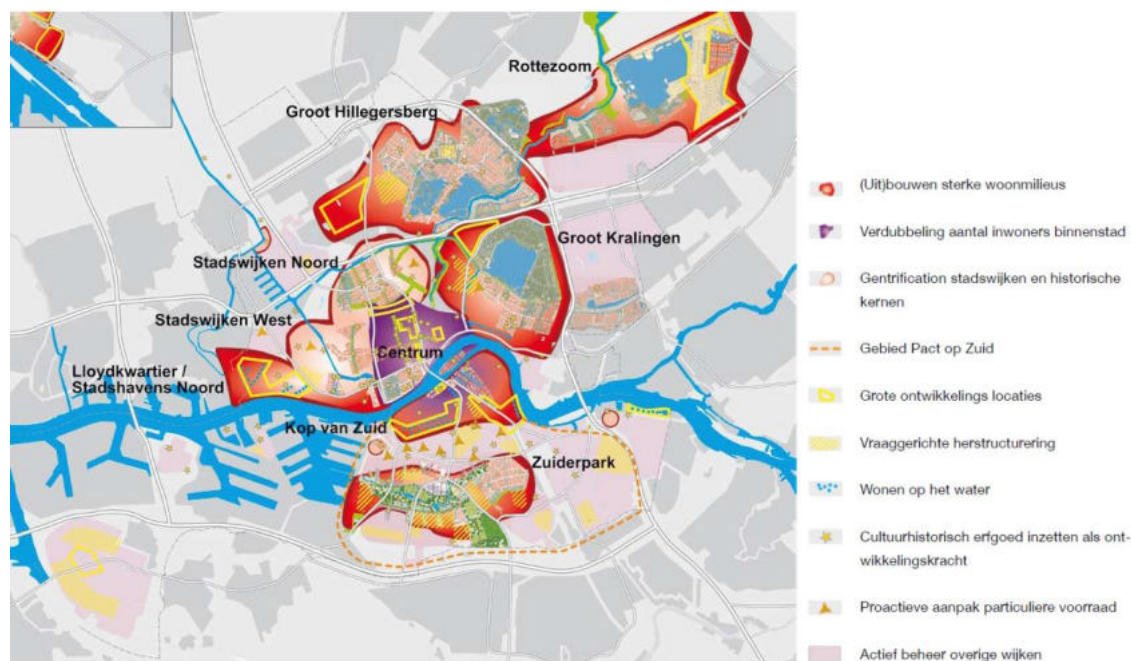 Rottezoom
Groot Hillegersberg
Groot Kralingen
Stadswijken Noord
Stadswijken West
Centrum
Lloydkwartier /
Stadshavens Noord
Kop van Zuid
Zuiderpark
(Uit)bouwen sterke woonmilieus
Verdubbeling aantal inwoners binnenstad
Gentrification stadswijken en historische
kernen
Gebied Pact op Zuid
Grote ontwikkelings locaties
Vraaggerichte herstructurering
Wonen op het water
Cultuurhistorisch erfgoed inzetten als ont-
wikkelingskracht
Proactieve aanpak particuliere voorraad
Actief beheer overige wijken